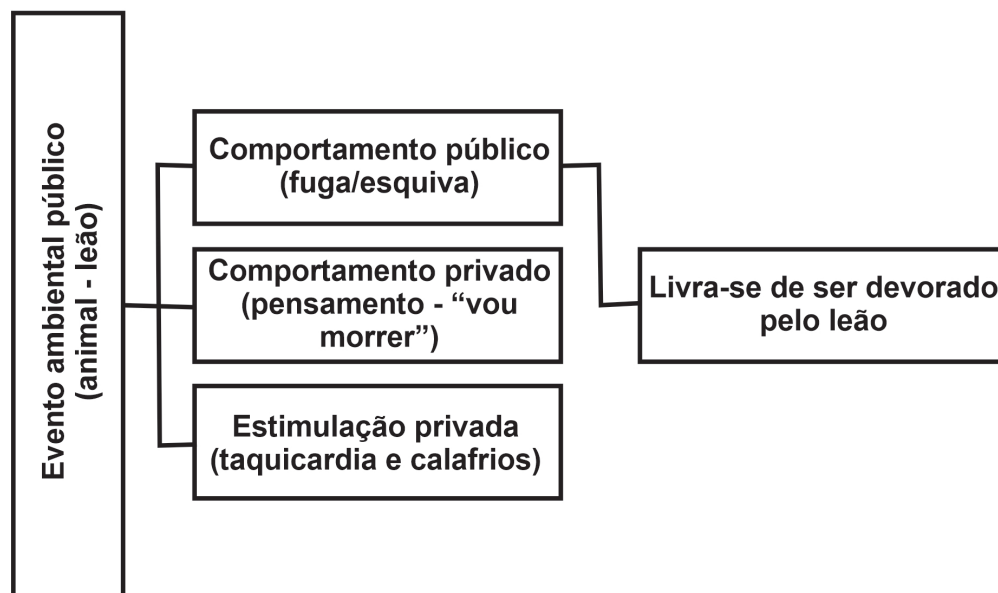 Evento ambiental público
(animal - leão)
Comportamento público
(fuga/esquiva)
Comportamento privado
(pensamento - “vou
morrer”)
Estimulação privada
(taquicardia e calafrios)
Livra-se de ser devorado
pelo leão